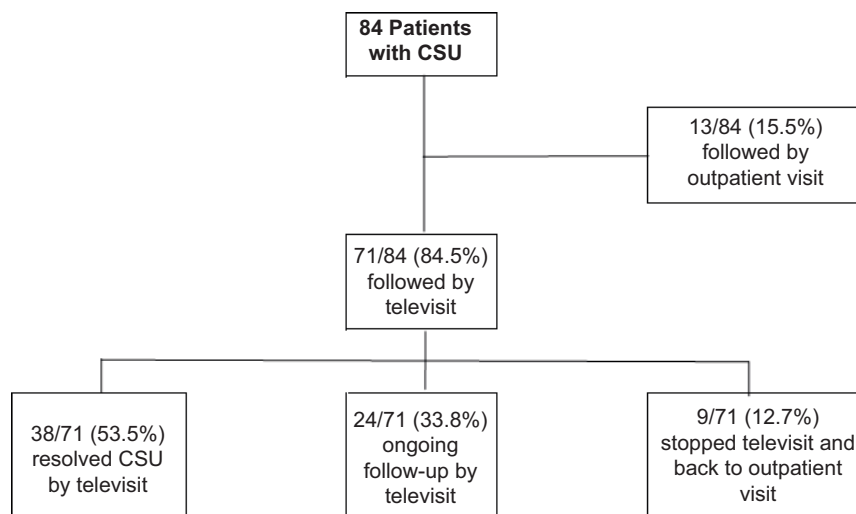 84 Patients
with CSU
13/84 (15.5%)
followed by
outpatient visit
71/84 (84.5%)
followed by
televisit
38/71 (53.5%)
resolved CSU
by televisit
24/71 (33.8%)
ongoing
follow-up by
televisit
9/71 (12.7%)
stopped televisit and
back to outpatient
visit